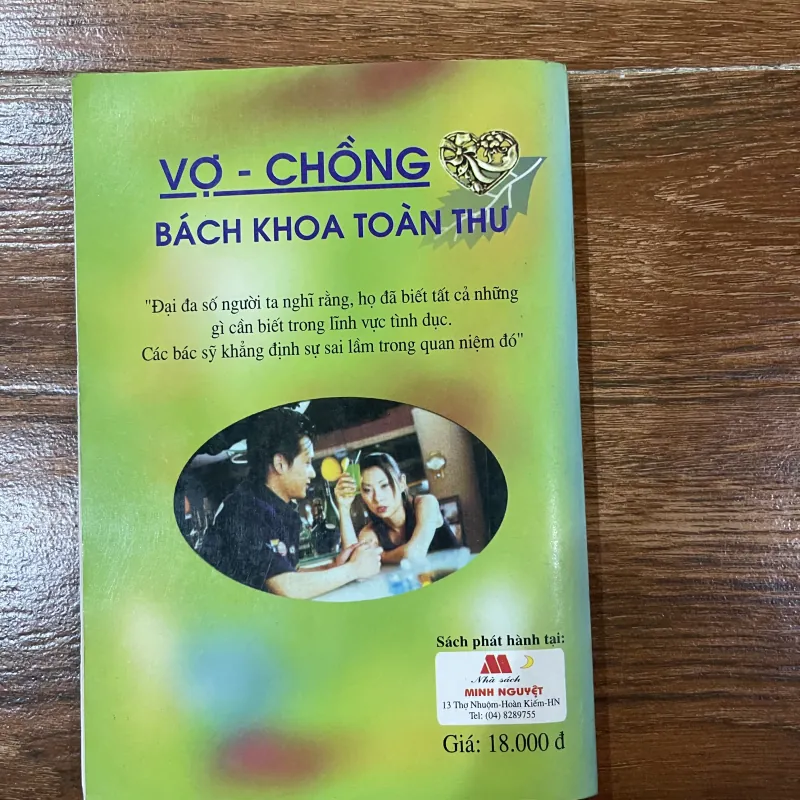 VỢ - CHỒNG
BÁCH KHOA TOÀN THƯ
"Đại đa số người ta nghĩ rằng, họ đã biết tất cả những
gì cần biết trong lĩnh vực tình dục.
Các bác sỹ khẳng định sự sai lầm trong quan niệm đó"
Sách phát hành tại:
Nhà sách
MINH NGUYỆT
13 Thợ Nhuộm-Hoàn Kiếm-HN
Tel: (04) 8289755
Giá: 18.000 đ